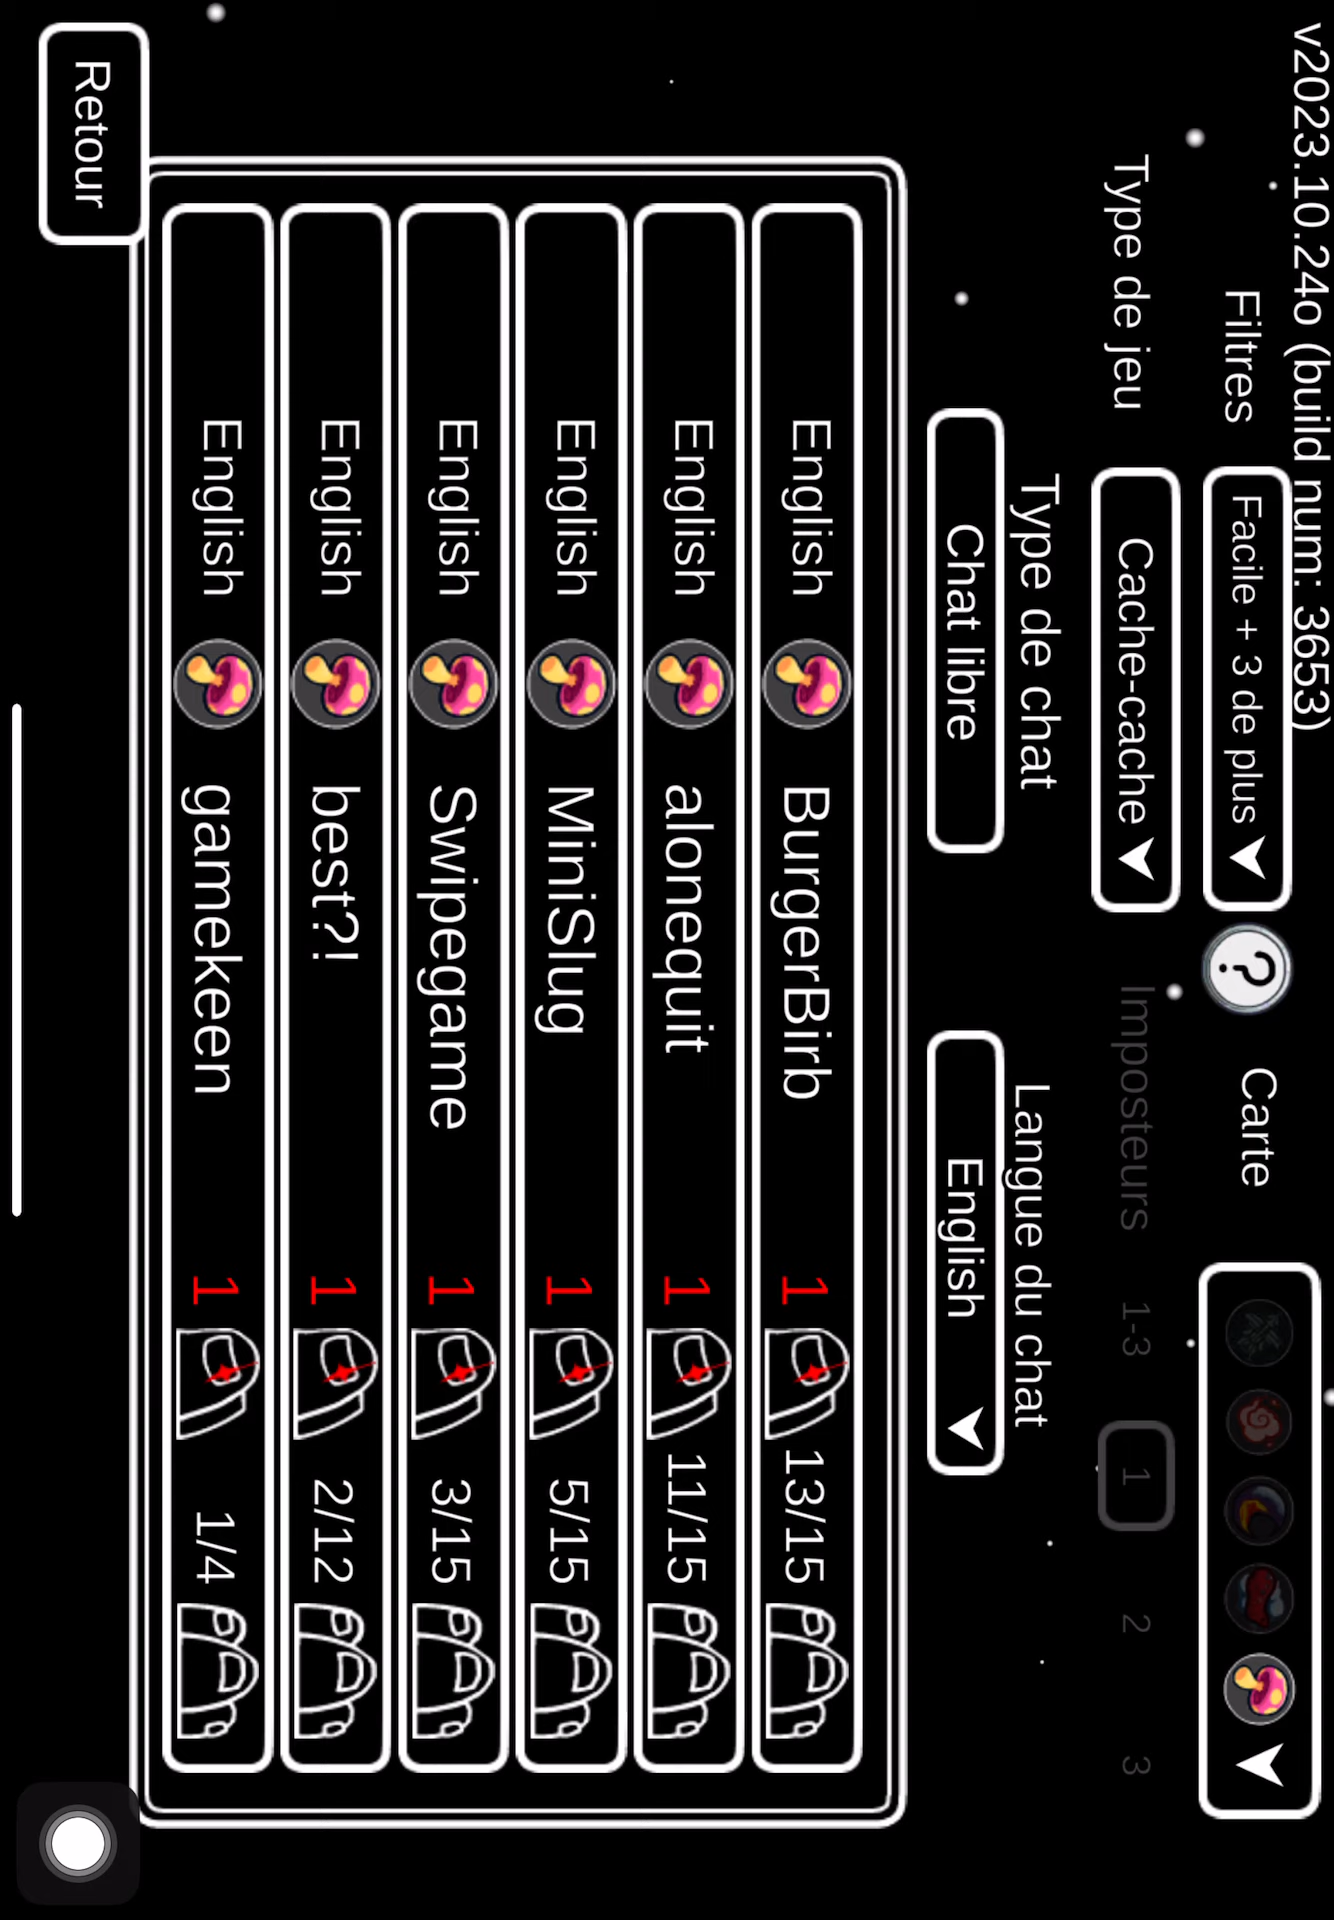 v2023.10.24o (build num: 3653)
Filtres
Facile + 3 de plus
?
Carte
Type de jeu
Cache-cache
Imposteurs
1-3
1
2
3
Type de chat
Langue du chat
Chat libre
English
English BurgerBirb 1 13/15
English alonequit 1 11/15
English MiniSlug 1 5/15
English Swipegame 1 3/15
English best?! 1 2/12
English gamekeen 1 1/4
Retour